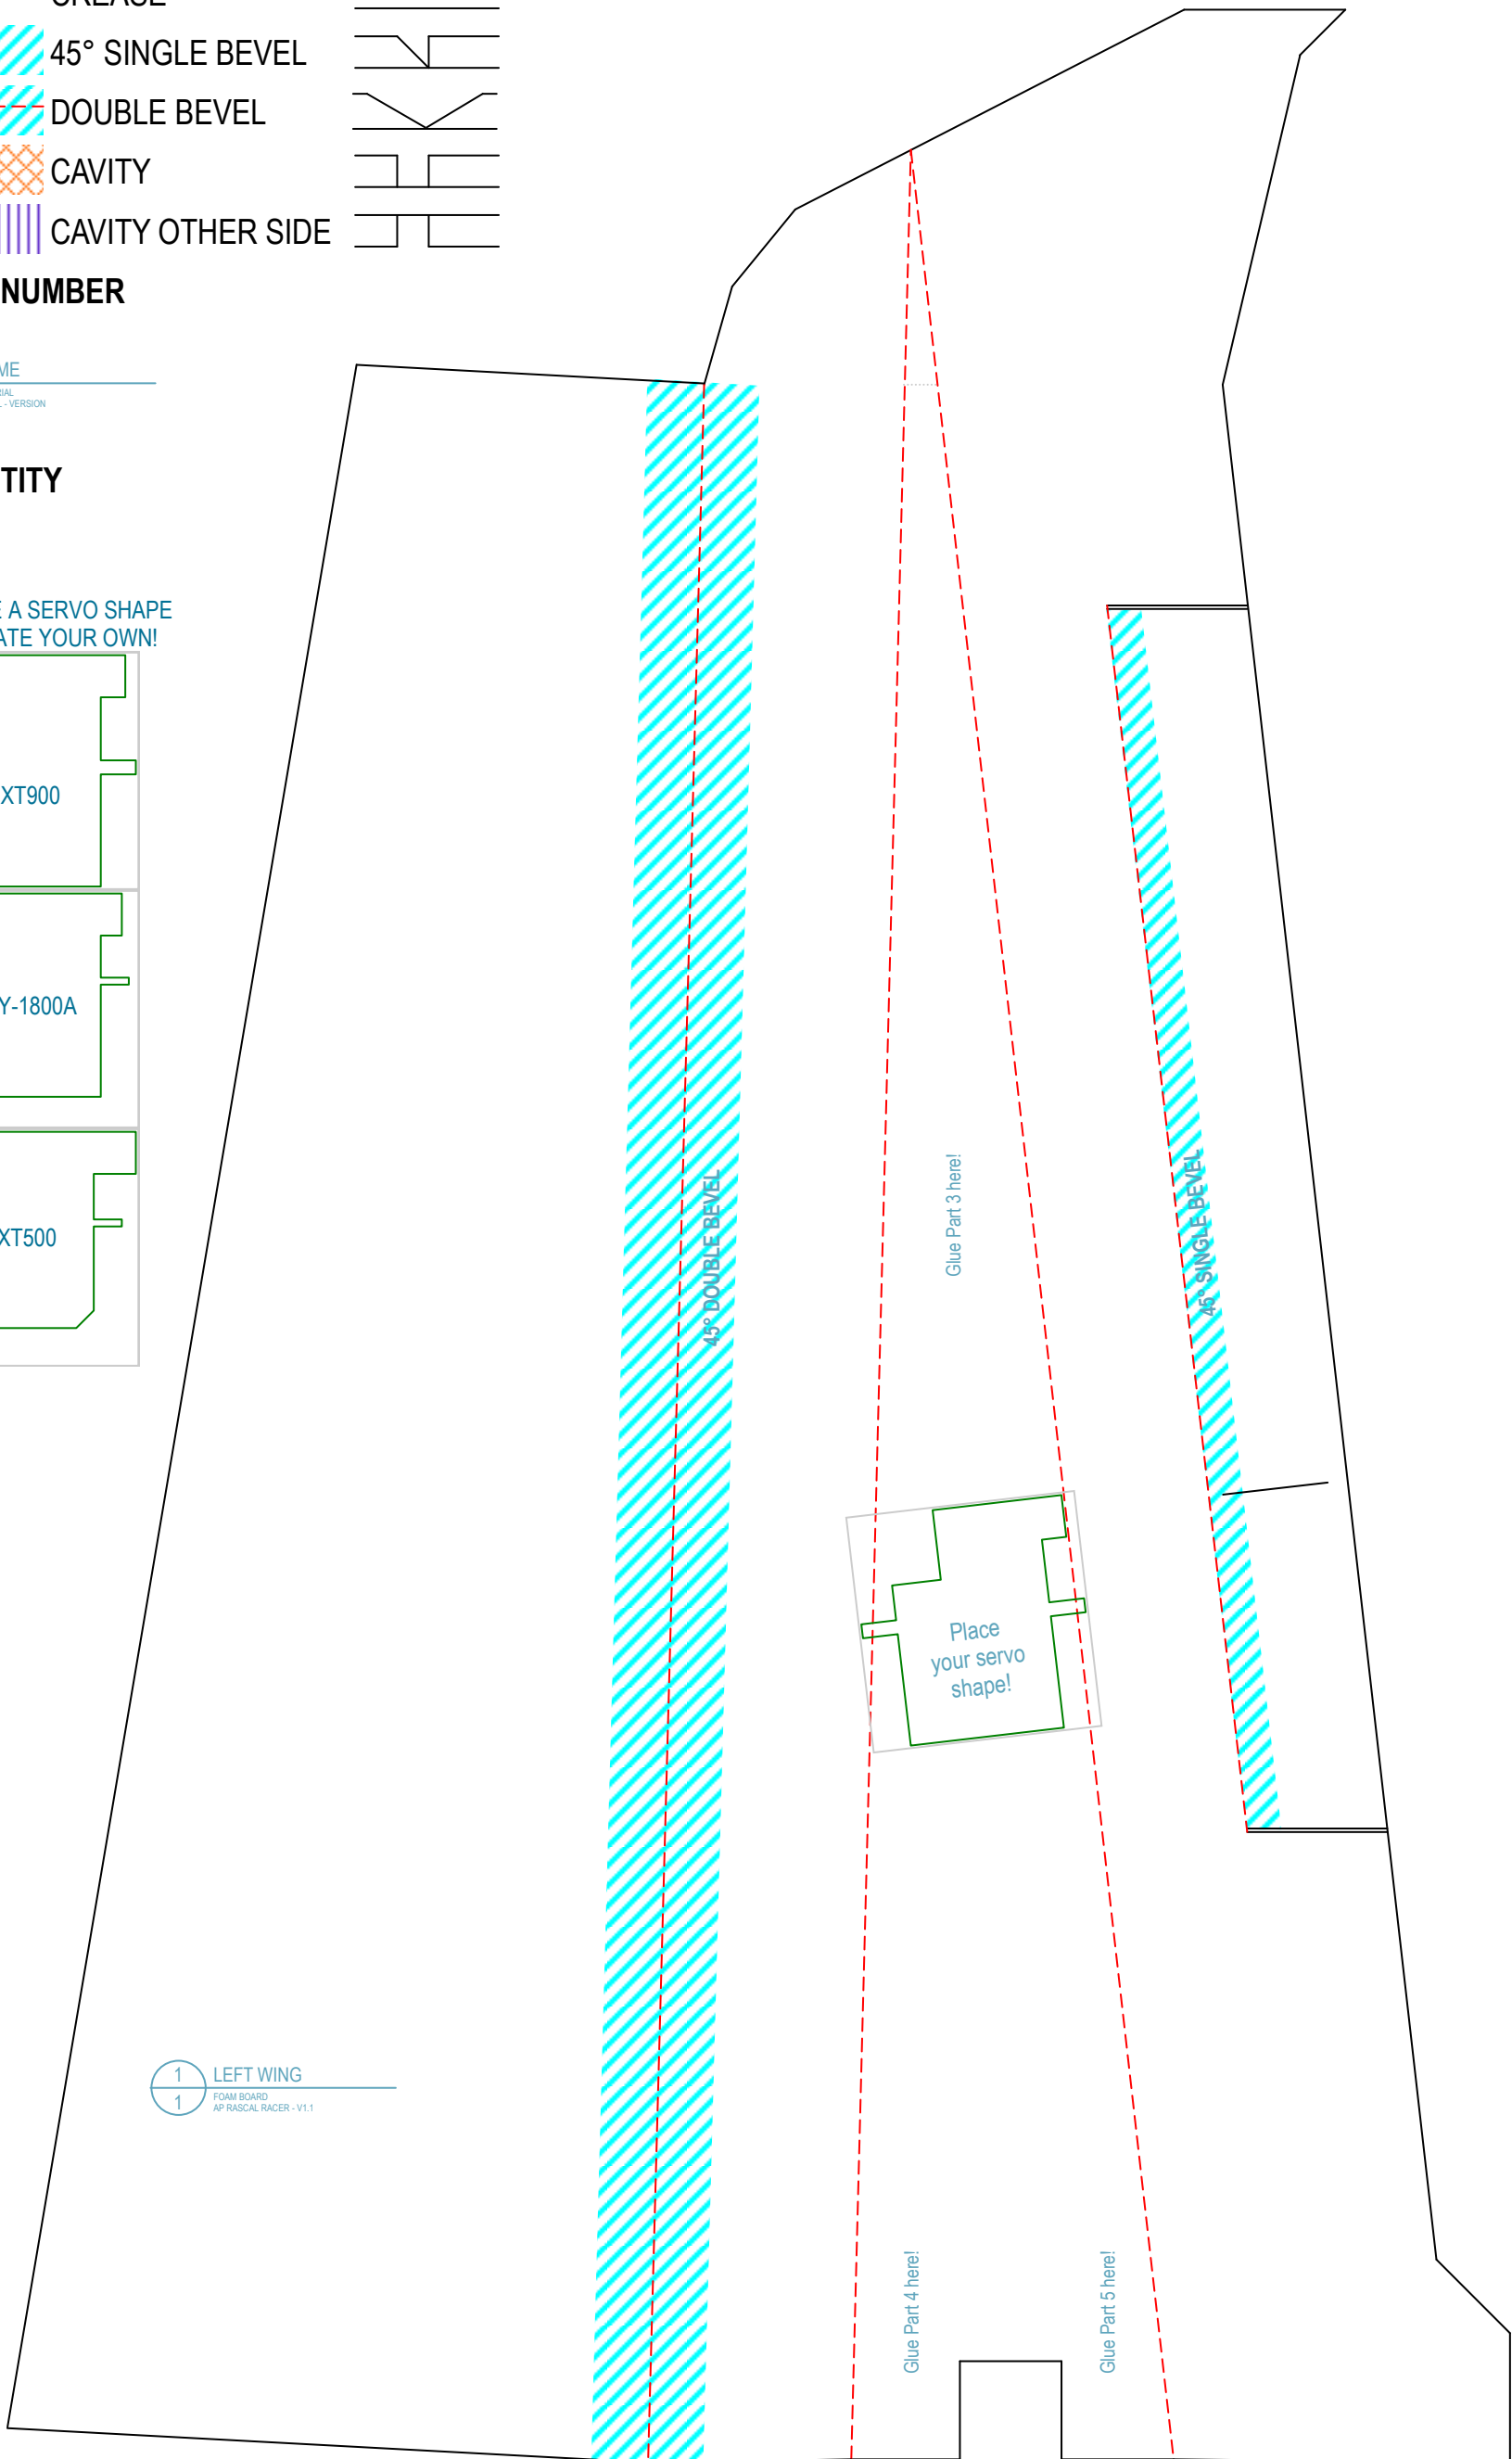 CREASE
45° SINGLE BEVEL
DOUBLE BEVEL
CAVITY
CAVITY OTHER SIDE
NUMBER
ME
- VERSION
TITY
A SERVO SHAPE
ATE YOUR OWN!
XT900
Y-1800A
XT500
45° DOUBLE BEVEL
Glue Part 3 here!
45° SINGLE BEVEL
Place
your servo
shape!
1
1
LEFT WING
FOAM BOARD
AP RASCAL RACER - V1.1
Glue Part 4 here!
Glue Part 5 here!